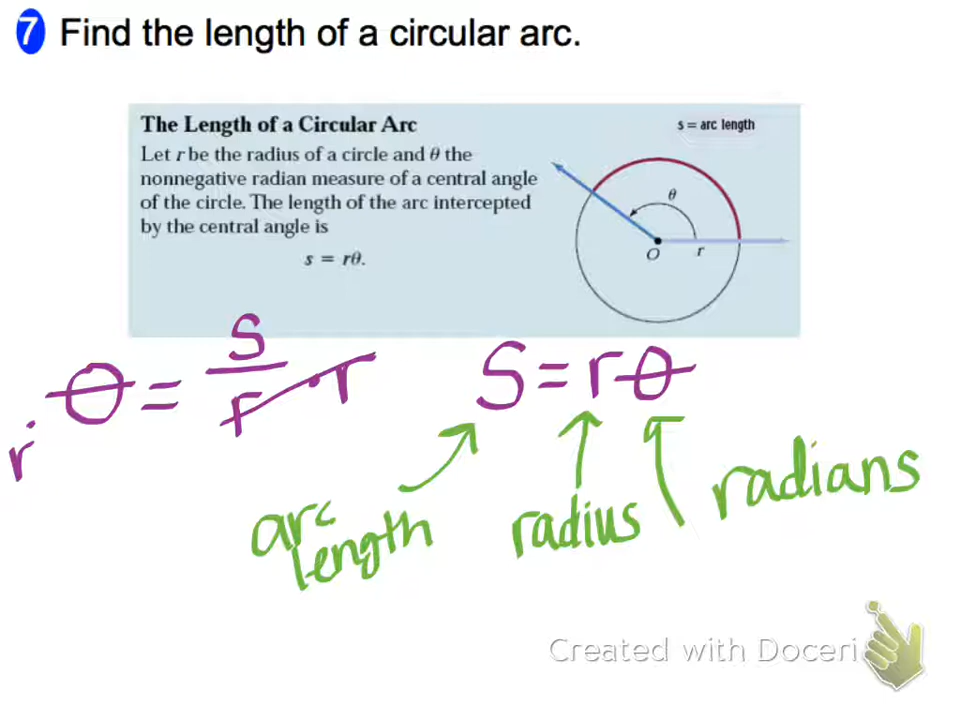 7 Find the length of a circular arc.
The Length of a Circular Arc
s = arc length
Let r be the radius of a circle and θ the
nonnegative radian measure of a central angle
of the circle. The length of the arc intercepted
by the central angle is
s = rθ.
θ
O
r
r · θ = s/r · r
S = rθ
arc length
radius
radians
Created with Doceri